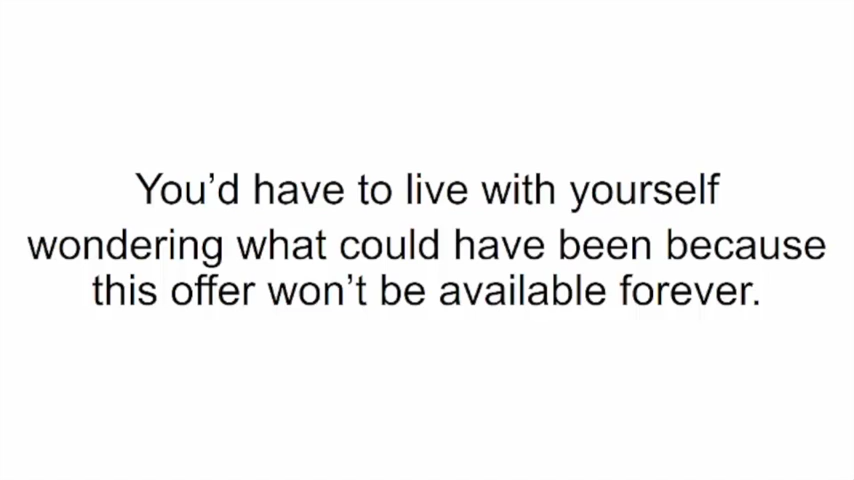 You’d have to live with yourself
wondering what could have been because
this offer won’t be available forever.